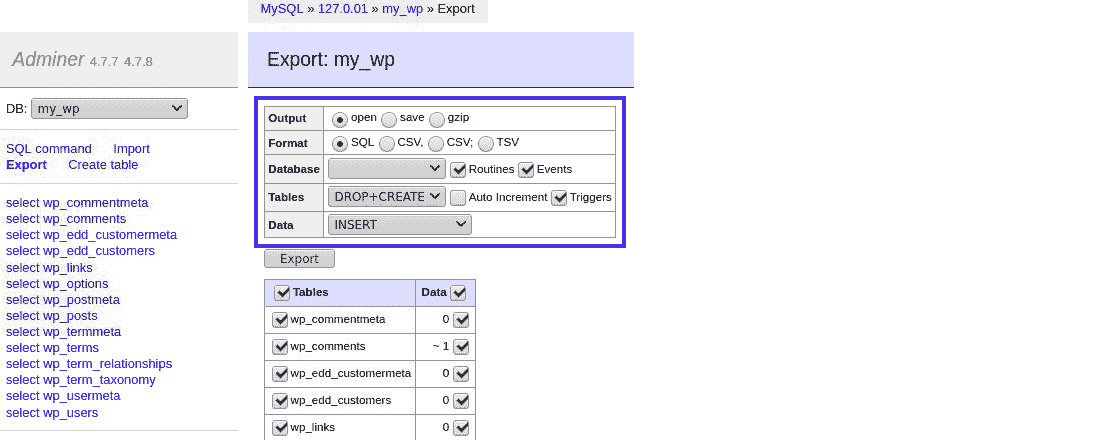 MySQL » 127.0.01 » my_wp » Export
Adminer 4.7.7 4.7.8
Export: my_wp
DB: my_wp
SQL command Import
Export Create table
select wp_commentmeta
select wp_comments
select wp_edd_customermeta
select wp_edd_customers
select wp_links
select wp_options
select wp_postmeta
select wp_posts
select wp_termmeta
select wp_terms
select wp_term_relationships
select wp_term_taxonomy
select wp_usermeta
select wp_users
Output open save gzip
Format SQL CSV, CSV; TSV
Database Routines Events
Tables DROP+CREATE Auto Increment Triggers
Data INSERT
Export
Tables Data
wp_commentmeta 0
wp_comments ~ 1
wp_edd_customermeta 0
wp_edd_customers 0
wp_links 0